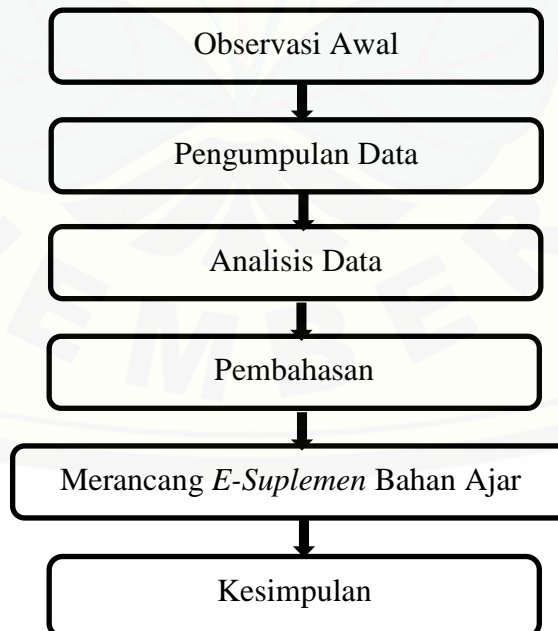 Observasi Awal
Pengumpulan Data
Analisis Data
Pembahasan
Merancang E-Suplemen Bahan Ajar
Kesimpulan